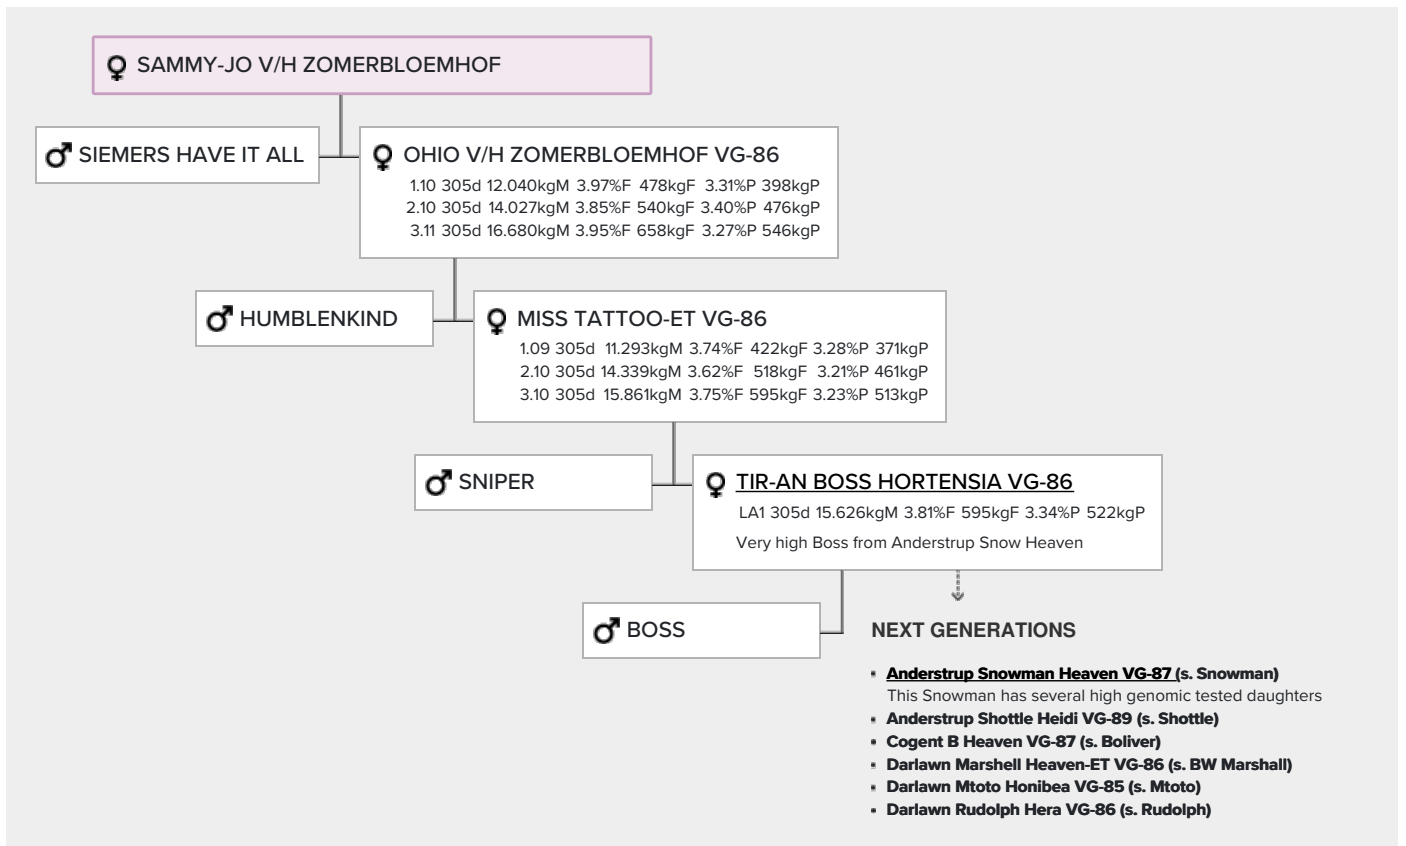 SAMMY-JO V/H ZOMERBLOEMHOF
SIEMERS HAVE IT ALL
OHIO V/H ZOMERBLOEMHOF VG-86
1.10 305d 12.040kgM 3.97%F 478kgF 3.31%P 398kgP
2.10 305d 14.027kgM 3.85%F 540kgF 3.40%P 476kgP
3.11 305d 16.680kgM 3.95%F 658kgF 3.27%P 546kgP
HUMBLENKIND
MISS TATTOO-ET VG-86
1.09 305d 11.293kgM 3.74%F 422kgF 3.28%P 371kgP
2.10 305d 14.339kgM 3.62%F 518kgF 3.21%P 461kgP
3.10 305d 15.861kgM 3.75%F 595kgF 3.23%P 513kgP
SNIPER
TIR-AN BOSS HORTENSIA VG-86
LA1 305d 15.626kgM 3.81%F 595kgF 3.34%P 522kgP
Very high Boss from Anderstrup Snow Heaven
BOSS
NEXT GENERATIONS
▪ Anderstrup Snowman Heaven VG-87 (s. Snowman)
This Snowman has several high genomic tested daughters
▪ Anderstrup Shottle Heidi VG-89 (s. Shottle)
▪ Cogent B Heaven VG-87 (s. Boliver)
▪ Darlawn Marshell Heaven-ET VG-86 (s. BW Marshall)
▪ Darlawn Mtoto Honibea VG-85 (s. Mtoto)
▪ Darlawn Rudolph Hera VG-86 (s. Rudolph)